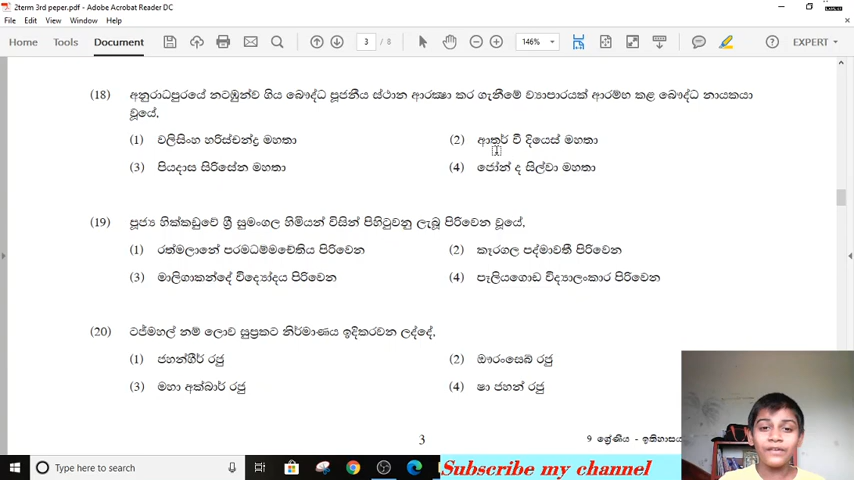 2term 3rd peper.pdf - Adobe Acrobat Reader DC
File Edit View Window Help
Home Tools Document 3 / 8 146% EXPERT
(18) අනුරාධපුරයේ නටඹුන්ව ගිය බෞද්ධ පූජනීය ස්ථාන ආරක්ෂා කර ගැනීමේ ව්‍යාපාරයක් ආරම්භ කළ බෞද්ධ නායකයා
වූයේ,
(1) වලිසිංහ හරිස්චන්ද්‍ර මහතා (2) ආතර් වී දියෙස් මහතා
(3) පියදාස සිරිසේන මහතා (4) ජෝන් ද සිල්වා මහතා
(19) පූජ්‍ය හික්කඩුවේ ශ්‍රී සුමංගල හිමියන් විසින් පිහිටුවනු ලැබූ පිරිවෙන වූයේ,
(1) රත්මලානේ පරමධම්මචේතිය පිරිවෙන (2) කෑරගල පද්මාවතී පිරිවෙන
(3) මාලිගාකන්දේ විද්‍යෝදය පිරිවෙන (4) පෑලියගොඩ විද්‍යාලංකාර පිරිවෙන
(20) ටජ්මහල් නම් ලොව සුප්‍රකට නිර්මාණය ඉදිකරවන ලද්දේ,
(1) ජහන්ගීර් රජු (2) ඖරංසෙබ් රජු
(3) මහා අක්බාර් රජු (4) ෂා ජහන් රජු
3
9 ශ්‍රේණිය - ඉතිහාසය
Type here to search
Subscribe my channel